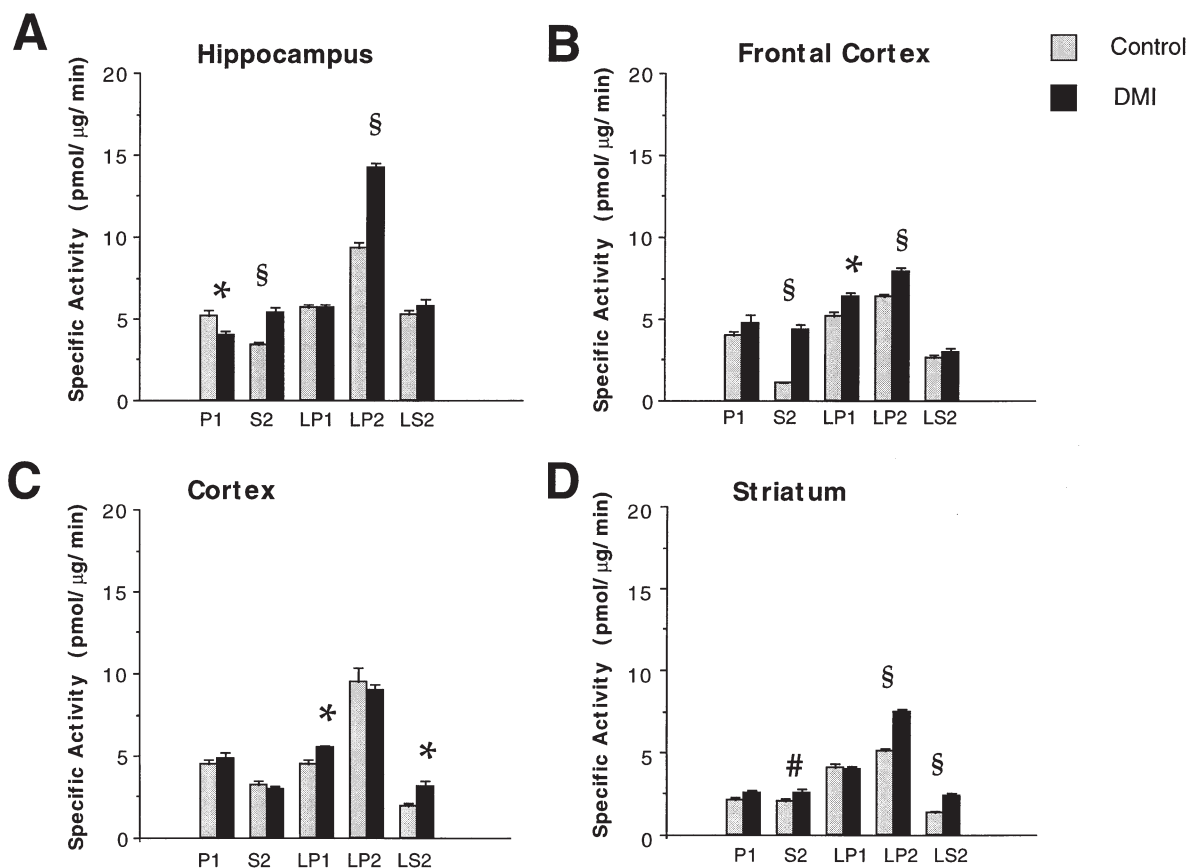 A
Hippocampus
Specific Activity (pmol/µg/min)
20
15
10
5
0
*
§
§
P1 S2 LP1 LP2 LS2
B
Frontal Cortex
Specific Activity (pmol/µg/min)
20
15
10
5
0
§
*
§
P1 S2 LP1 LP2 LS2
Control
DMI
C
Cortex
Specific Activity (pmol/µg/min)
20
15
10
5
0
*
*
P1 S2 LP1 LP2 LS2
D
Striatum
Specific Activity (pmol/µg/min)
20
15
10
5
0
#
§
§
P1 S2 LP1 LP2 LS2